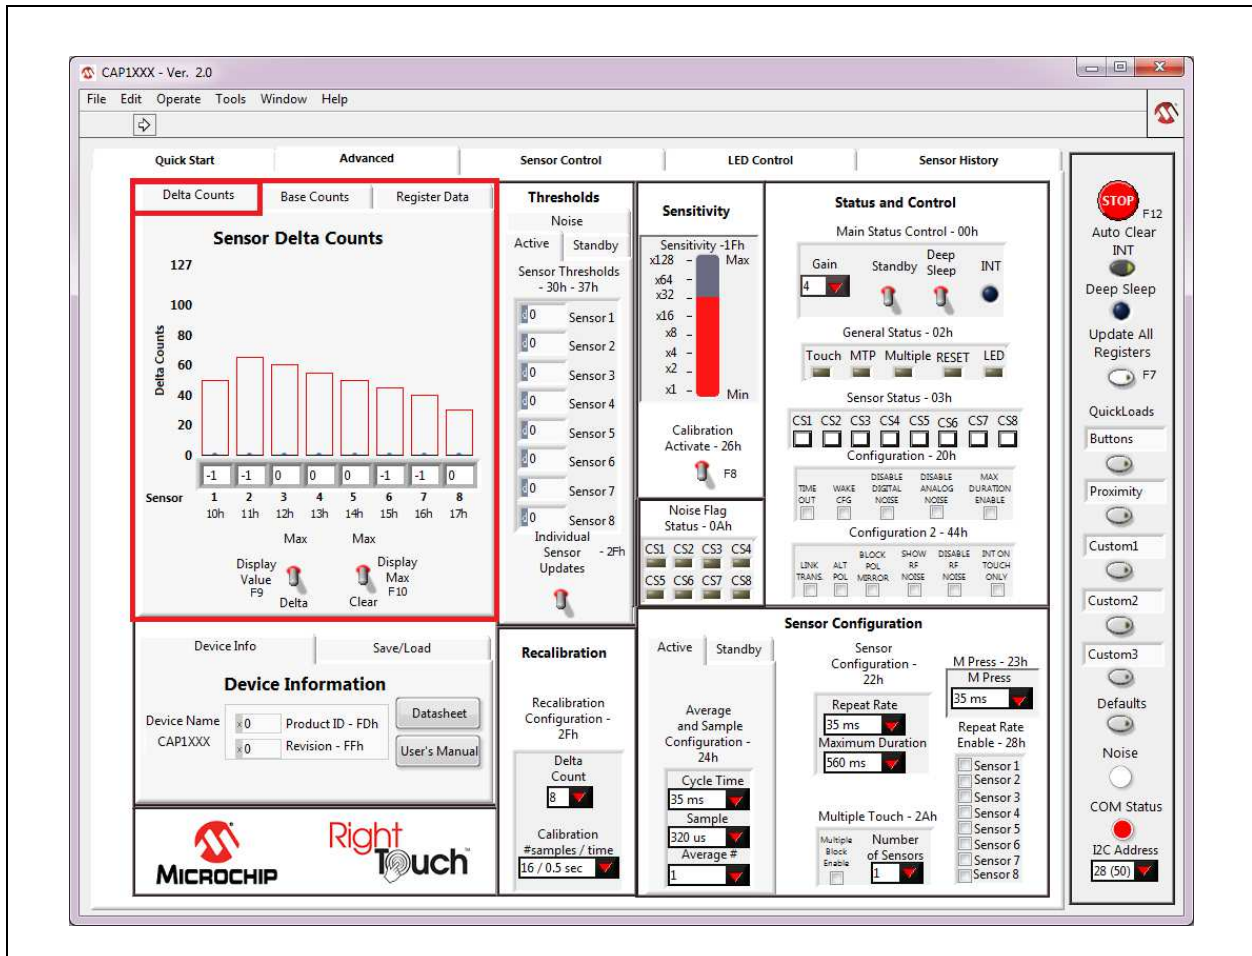 CAP1XXX - Ver. 2.0
File Edit Operate Tools Window Help
Quick Start Advanced Sensor Control LED Control Sensor History
Delta Counts Base Counts Register Data
Sensor Delta Counts
Delta Counts
127
100
80
60
40
20
0
-1 -1 0 0 0 -1 -1 0
Sensor 1 2 3 4 5 6 7 8
10h 11h 12h 13h 14h 15h 16h 17h
Max Max
Display Value F9
Delta
Display Max F10
Clear
Thresholds
Noise
Active Standby
Sensor Thresholds
- 30h - 37h
0 Sensor 1
0 Sensor 2
0 Sensor 3
0 Sensor 4
0 Sensor 5
0 Sensor 6
0 Sensor 7
0 Sensor 8
Individual
Sensor - 2Fh
Updates
Sensitivity
Sensitivity -1Fh
x128 Max
x64
x32
x16
x8
x4
x2
x1 Min
Calibration
Activate - 26h
F8
Noise Flag
Status - 0Ah
CS1 CS2 CS3 CS4
CS5 CS6 CS7 CS8
Status and Control
Main Status Control - 00h
Gain Standby Deep Sleep INT
4
General Status - 02h
Touch MTP Multiple RESET LED
Sensor Status - 03h
CS1 CS2 CS3 CS4 CS5 CS6 CS7 CS8
Configuration - 20h
TIME OUT WAKE CFG DISABLE DIGITAL NOISE DISABLE ANALOG NOISE MAX DURATION ENABLE
Configuration 2 - 44h
LINK TRANS. ALT POL BLOCK POL MIRROR SHOW RF NOISE DISABLE RF NOISE INT ON TOUCH ONLY
Device Info Save/Load
Device Information
Device Name
CAP1XXX
x 0 Product ID - FDh
x 0 Revision - FFh
Datasheet
User's Manual
MICROCHIP
Right Touch
Recalibration
Recalibration
Configuration -
2Fh
Delta
Count
8
Calibration
#samples / time
16 / 0.5 sec
Sensor Configuration
Active Standby
Average
and Sample
Configuration -
24h
Cycle Time
35 ms
Sample
320 us
Average #
1
Sensor
Configuration -
22h
Repeat Rate
35 ms
Maximum Duration
560 ms
M Press - 23h
M Press
35 ms
Repeat Rate
Enable - 28h
Sensor 1
Sensor 2
Sensor 3
Sensor 4
Sensor 5
Sensor 6
Sensor 7
Sensor 8
Multiple Touch - 2Ah
Multiple Block Enable
Number
of Sensors
1
STOP F12
Auto Clear
INT
Deep Sleep
Update All
Registers
F7
QuickLoads
Buttons
Proximity
Custom1
Custom2
Custom3
Defaults
Noise
COM Status
I2C Address
28 (50)